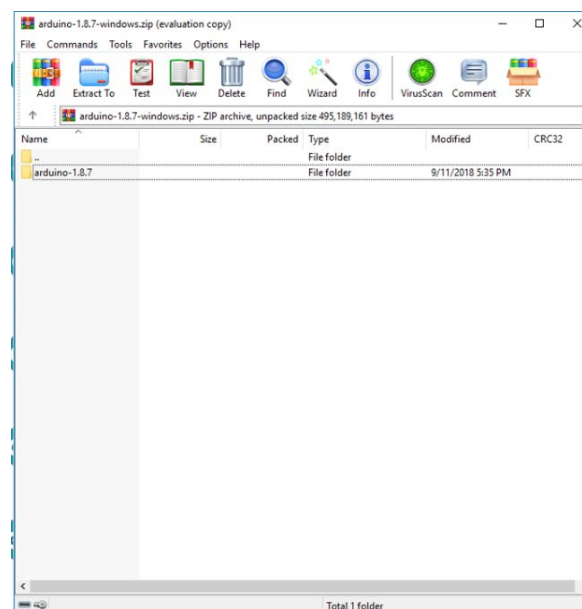 arduino-1.8.7-windows.zip (evaluation copy)
File Commands Tools Favorites Options Help
Add Extract To Test View Delete Find Wizard Info VirusScan Comment SFX
arduino-1.8.7-windows.zip - ZIP archive, unpacked size 495,189,161 bytes
Name Size Packed Type Modified CRC32
.. File folder
arduino-1.8.7 File folder 9/11/2018 5:35 PM
Total 1 folder